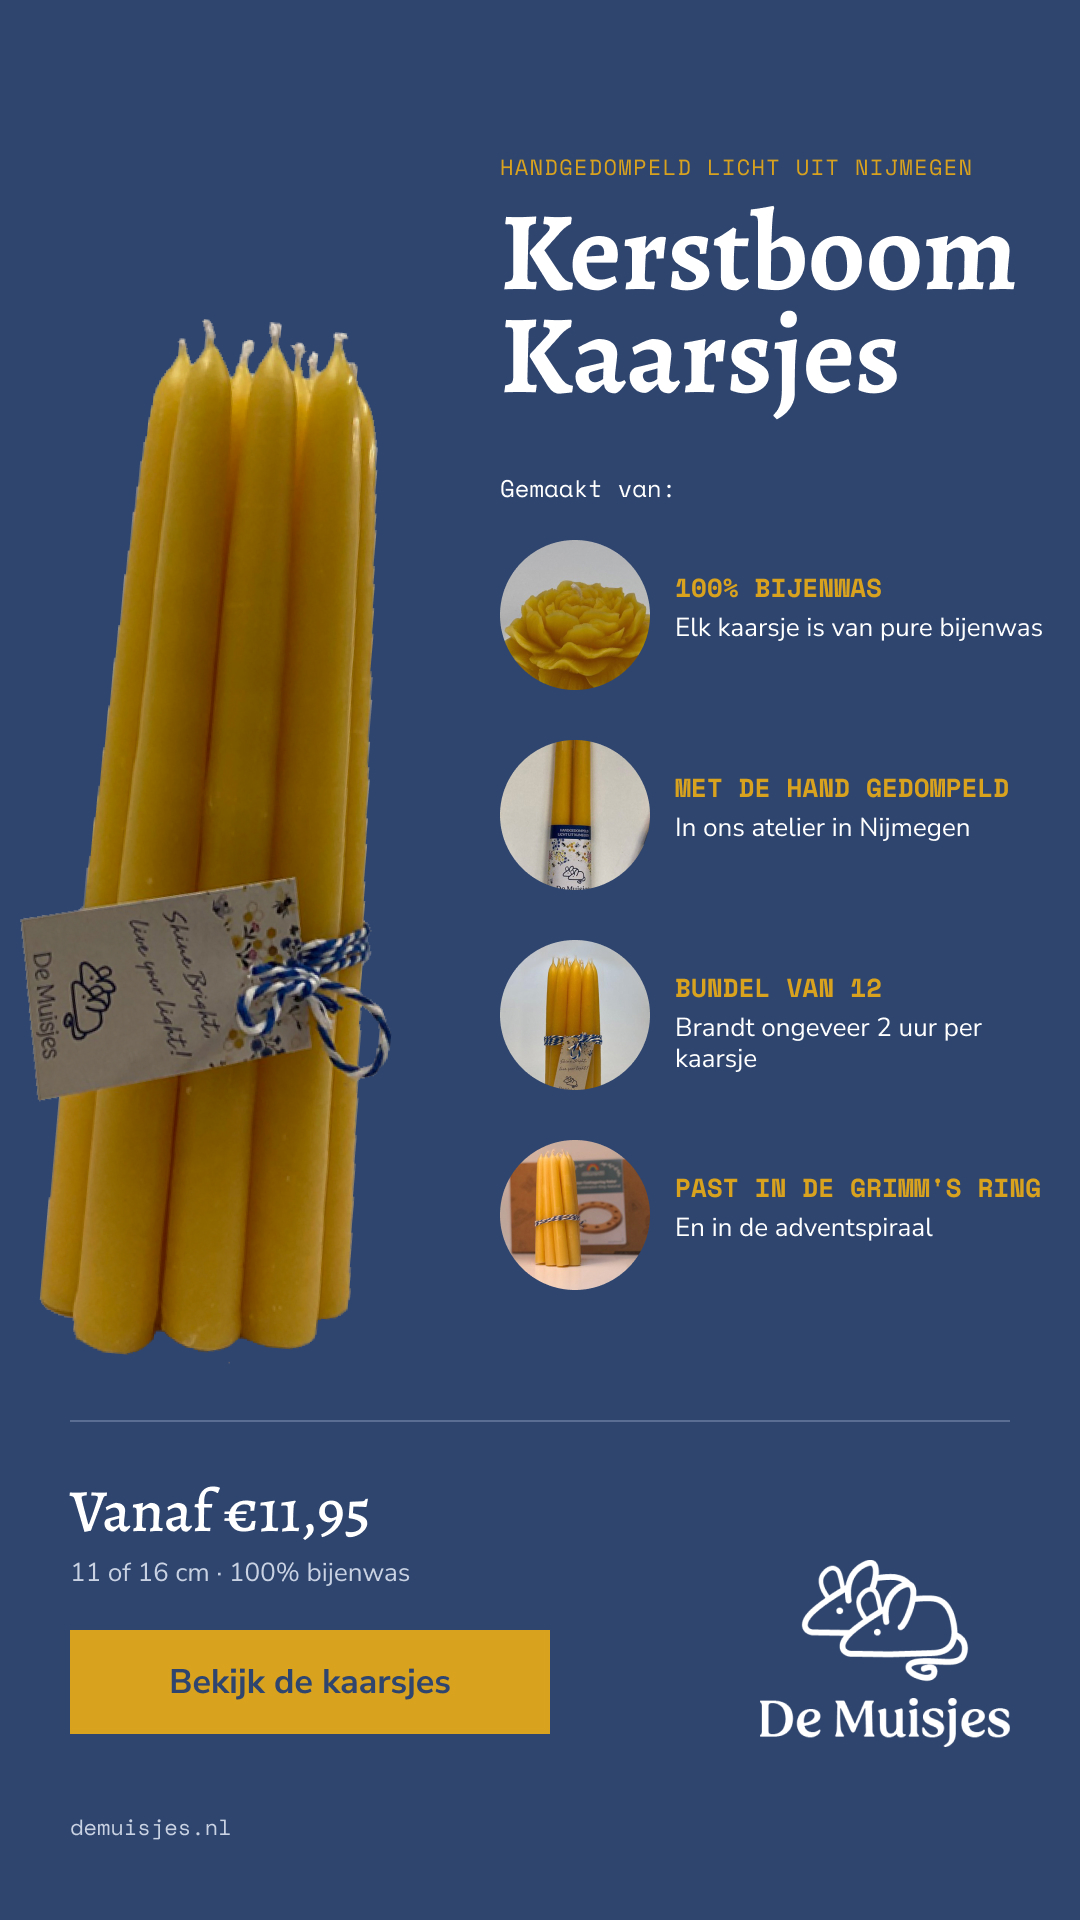 HANDGEDOMPELD LICHT UIT NIJMEGEN
Kerstboom
Kaarsjes
Gemaakt van:
100% BIJENWAS
Elk kaarsje is van pure bijenwas
MET DE HAND GEDOMPELD
In ons atelier in Nijmegen
BUNDEL VAN 12
Brandt ongeveer 2 uur per
kaarsje
PAST IN DE GRIMM'S RING
En in de adventspiraal
Shine Bright,
live your light!
De Muisjes
Vanaf €11,95
11 of 16 cm · 100% bijenwas
Bekijk de kaarsjes
De Muisjes
demuisjes.nl